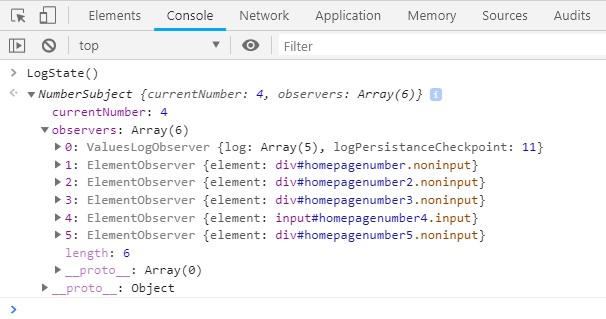 Elements Console Network Application Memory Sources Audits
top Filter
LogState()
NumberSubject {currentNumber: 4, observers: Array(6)} i
currentNumber: 4
observers: Array(6)
0: ValuesLogObserver {log: Array(5), logPersistanceCheckpoint: 11}
1: ElementObserver {element: div#homepagenumber.noninput}
2: ElementObserver {element: div#homepagenumber2.noninput}
3: ElementObserver {element: div#homepagenumber3.noninput}
4: ElementObserver {element: input#homepagenumber4.input}
5: ElementObserver {element: div#homepagenumber5.noninput}
length: 6
__proto__: Array(0)
__proto__: Object